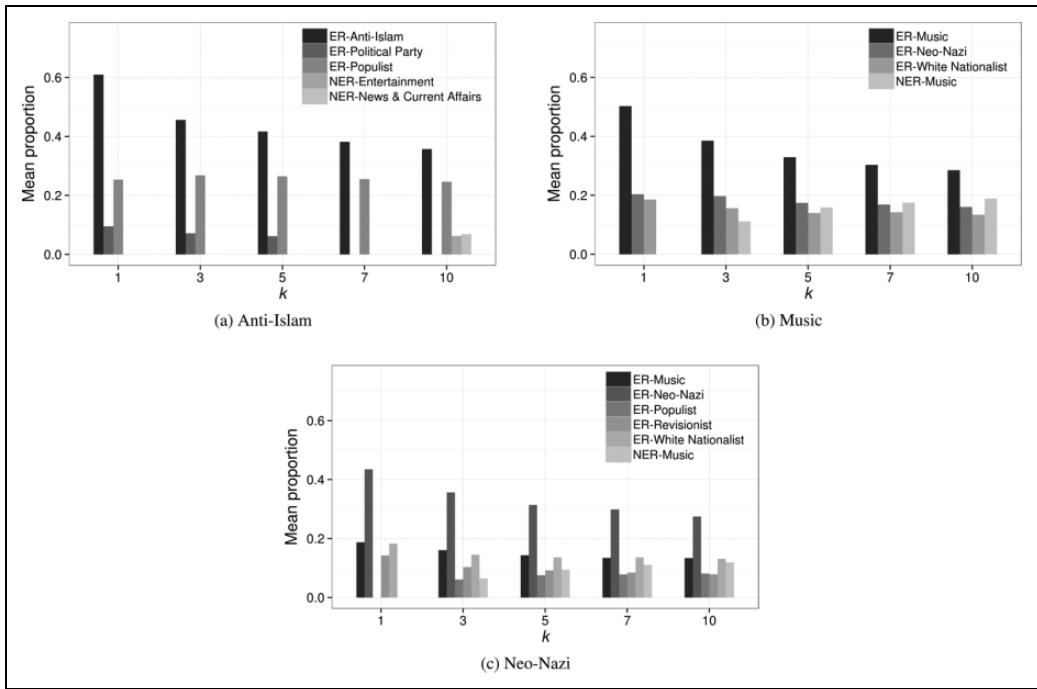 ER-Anti-Islam
ER-Political Party
ER-Populist
NER-Entertainment
NER-News & Current Affairs
Mean proportion
0.6
0.4
0.2
0.0
1 3 5 7 10
k
(a) Anti-Islam
ER-Music
ER-Neo-Nazi
ER-White Nationalist
NER-Music
Mean proportion
0.6
0.4
0.2
0.0
1 3 5 7 10
k
(b) Music
ER-Music
ER-Neo-Nazi
ER-Populist
ER-Revisionist
ER-White Nationalist
NER-Music
Mean proportion
0.6
0.4
0.2
0.0
1 3 5 7 10
k
(c) Neo-Nazi